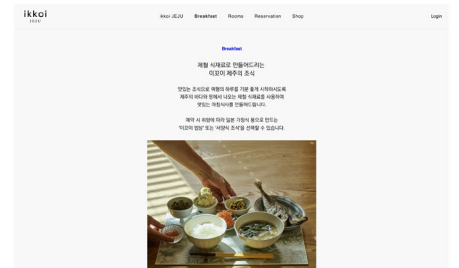 ikkoi
JEJU
ikkoi JEJU Breakfast Rooms Reservation Shop
Login
Breakfast
제철 식재료로 만들어드리는
이꼬이 제주의 조식
맛있는 조식으로 여행의 하루를 기분 좋게 시작하시도록
제주의 바다와 땅에서 나오는 제철 식재료를 사용하여
맛있는 아침식사를 만들어드립니다.
예약 시 취향에 따라 일본 가정식 풍으로 만드는
'이꼬이 밥상' 또는 '서양식 조식'을 선택할 수 있습니다.